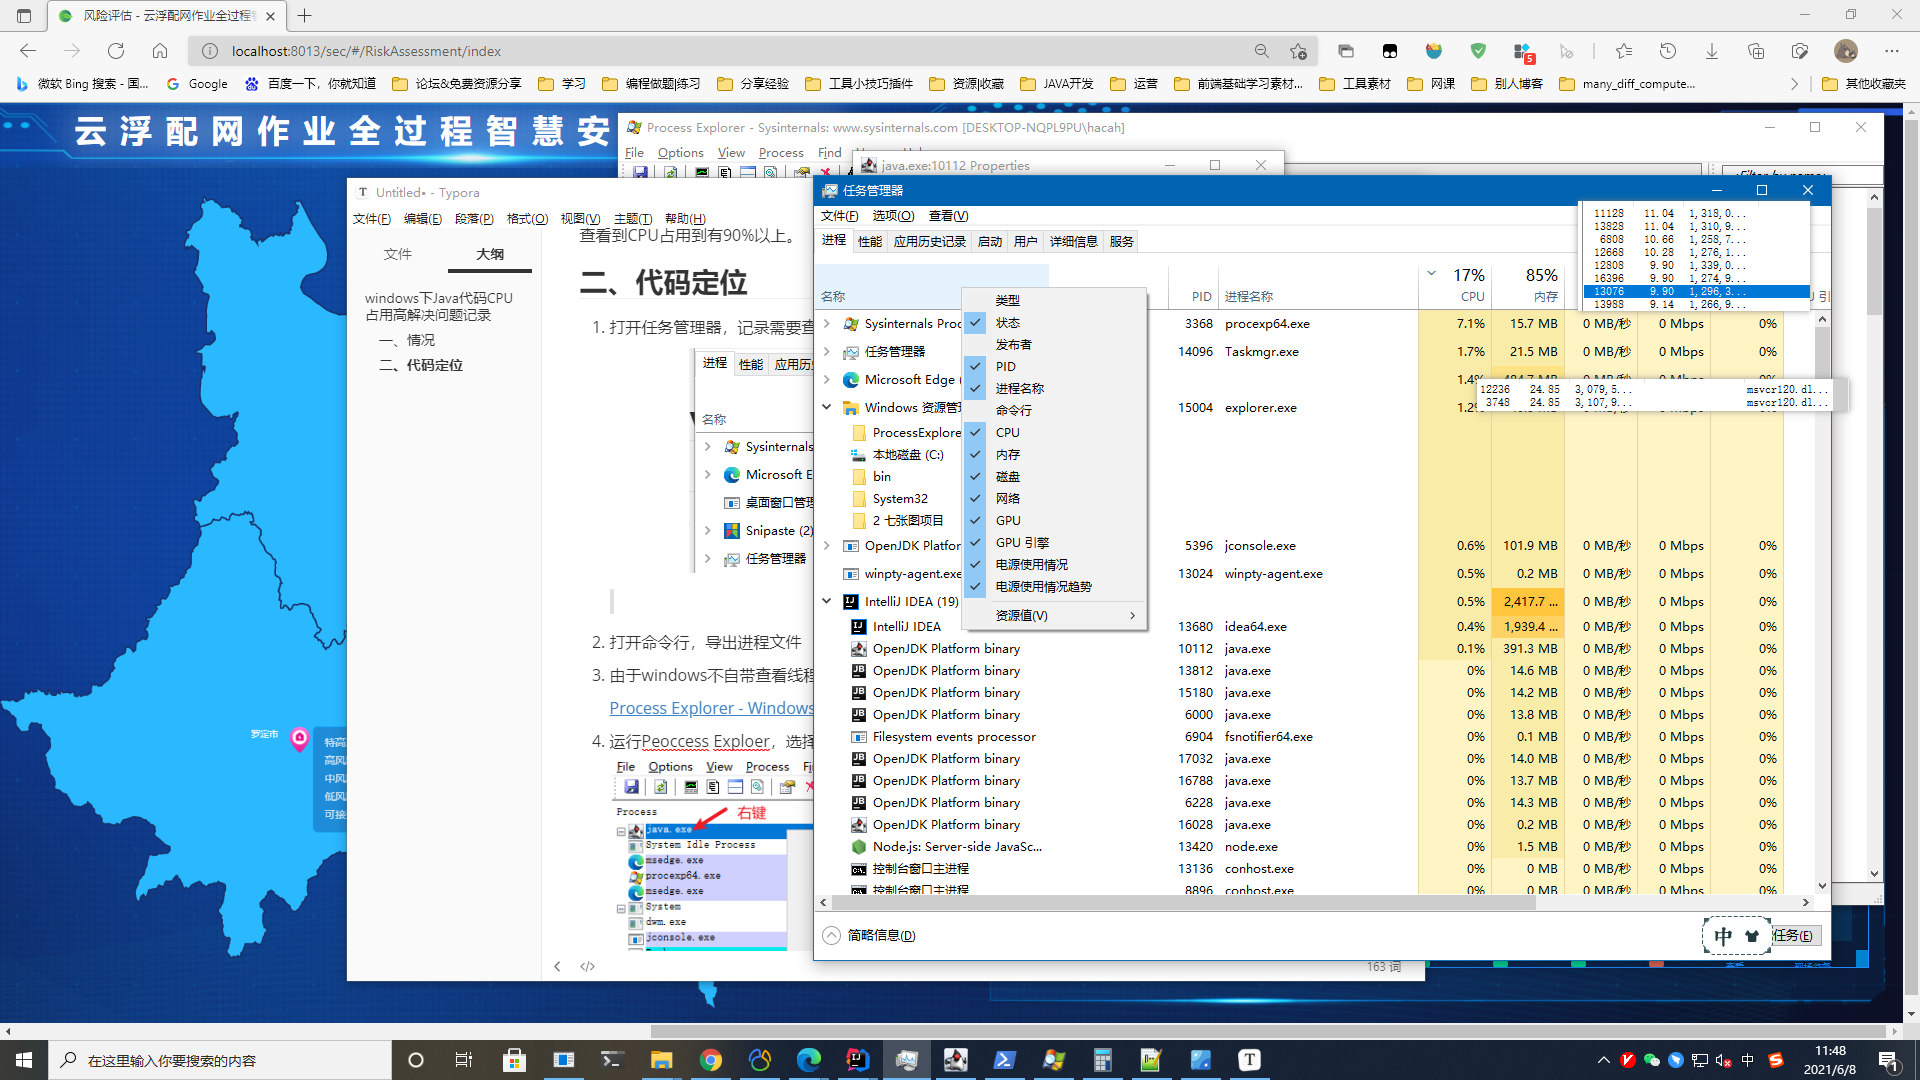 风险评估 - 云浮配网作业全过程
localhost:8013/sec/#/RiskAssessment/index
5
微软 Bing 搜索 - 国...
Google
百度一下，你就知道
论坛&免费资源分享
学习
编程做题|练习
分享经验
工具小技巧插件
资源|收藏
JAVA开发
运营
前端基础学习素材...
工具素材
网课
别人博客
many_diff_compute...
其他收藏夹
云浮配网作业全过程智慧安
罗定市
特高
高风
中风
低风
可接
Process Explorer - Sysinternals: www.sysinternals.com [DESKTOP-NQPL9PU\hacah]
File Options View Process Find
java.exe:10112 Properties
Untitled• - Typora
文件(F) 编辑(E) 段落(P) 格式(O) 视图(V) 主题(T) 帮助(H)
文件 大纲
windows下Java代码CPU
占用高解决问题记录
一、情况
二、代码定位
查看到CPU占用到有90%以上。
二、代码定位
1. 打开任务管理器，记录需要查
进程 性能 应用历
名称
Sysinternals
Microsoft E
桌面窗口管理
Snipaste (2)
任务管理器
2. 打开命令行，导出进程文件
3. 由于windows不自带查看线程
Process Explorer - Windows
4. 运行Peoccess Exploer，选择
File Options View Process Fi
Process
右键
java.exe
System Idle Process
msedge.exe
procexp64.exe
msedge.exe
System
dwm.exe
jconsole.exe
163 词
任务管理器
文件(F) 选项(O) 查看(V)
进程 性能 应用历史记录 启动 用户 详细信息 服务
17% 85%
名称 PID 进程名称 CPU 内存
Sysinternals Proc 3368 procexp64.exe 7.1% 15.7 MB 0 MB/秒 0 Mbps 0%
任务管理器 14096 Taskmgr.exe 1.7% 21.5 MB 0 MB/秒 0 Mbps 0%
Microsoft Edge ( 1.4%
Windows 资源管理 15004 explorer.exe 1.2%
ProcessExplore
本地磁盘 (C:)
bin
System32
2 七张图项目
OpenJDK Platfor 5396 jconsole.exe 0.6% 101.9 MB 0 MB/秒 0 Mbps 0%
winpty-agent.exe 13024 winpty-agent.exe 0.5% 0.2 MB 0 MB/秒 0 Mbps 0%
IntelliJ IDEA (19) 0.5% 2,417.7 ... 0 MB/秒 0 Mbps 0%
IntelliJ IDEA 13680 idea64.exe 0.4% 1,939.4 ... 0 MB/秒 0 Mbps 0%
OpenJDK Platform binary 10112 java.exe 0.1% 391.3 MB 0 MB/秒 0 Mbps 0%
OpenJDK Platform binary 13812 java.exe 0% 14.6 MB 0 MB/秒 0 Mbps 0%
OpenJDK Platform binary 15180 java.exe 0% 14.2 MB 0 MB/秒 0 Mbps 0%
OpenJDK Platform binary 6000 java.exe 0% 13.8 MB 0 MB/秒 0 Mbps 0%
Filesystem events processor 6904 fsnotifier64.exe 0% 0.1 MB 0 MB/秒 0 Mbps 0%
OpenJDK Platform binary 17032 java.exe 0% 14.0 MB 0 MB/秒 0 Mbps 0%
OpenJDK Platform binary 16788 java.exe 0% 13.7 MB 0 MB/秒 0 Mbps 0%
OpenJDK Platform binary 6228 java.exe 0% 14.3 MB 0 MB/秒 0 Mbps 0%
OpenJDK Platform binary 16028 java.exe 0% 0.2 MB 0 MB/秒 0 Mbps 0%
Node.js: Server-side JavaSc... 13420 node.exe 0% 1.5 MB 0 MB/秒 0 Mbps 0%
控制台窗口主进程 13136 conhost.exe 0% 0 MB 0 MB/秒 0 Mbps 0%
控制台窗口主进程 8896 conhost.exe 0% 0 MB 0 MB/秒 0 Mbps 0%
类型
状态
发布者
PID
进程名称
命令行
CPU
内存
磁盘
网络
GPU
GPU 引擎
电源使用情况
电源使用情况趋势
资源值(V)
11128 11.04 1,318,0...
13828 11.04 1,310,9...
6808 10.66 1,258,7...
12668 10.28 1,276,1...
12808 9.90 1,339,0...
16396 9.90 1,274,9...
13076 9.90 1,296,3...
13988 9.14 1,266,9...
12236 24.85 3,079,5... msvcr120.dl...
3748 24.85 3,107,9... msvcr120.dl...
简略信息(D)
中
任务(E)
在这里输入你要搜索的内容
中
11:48
2021/6/8
1